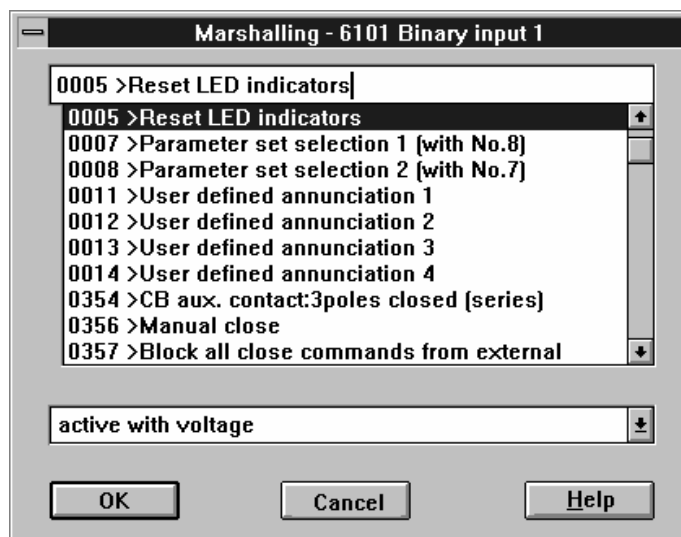 Marshalling - 6101 Binary input 1
0005 >Reset LED indicators
0005 >Reset LED indicators
0007 >Parameter set selection 1 (with No.8)
0008 >Parameter set selection 2 (with No.7)
0011 >User defined annunciation 1
0012 >User defined annunciation 2
0013 >User defined annunciation 3
0014 >User defined annunciation 4
0354 >CB aux. contact:3poles closed (series)
0356 >Manual close
0357 >Block all close commands from external
active with voltage
OK Cancel Help